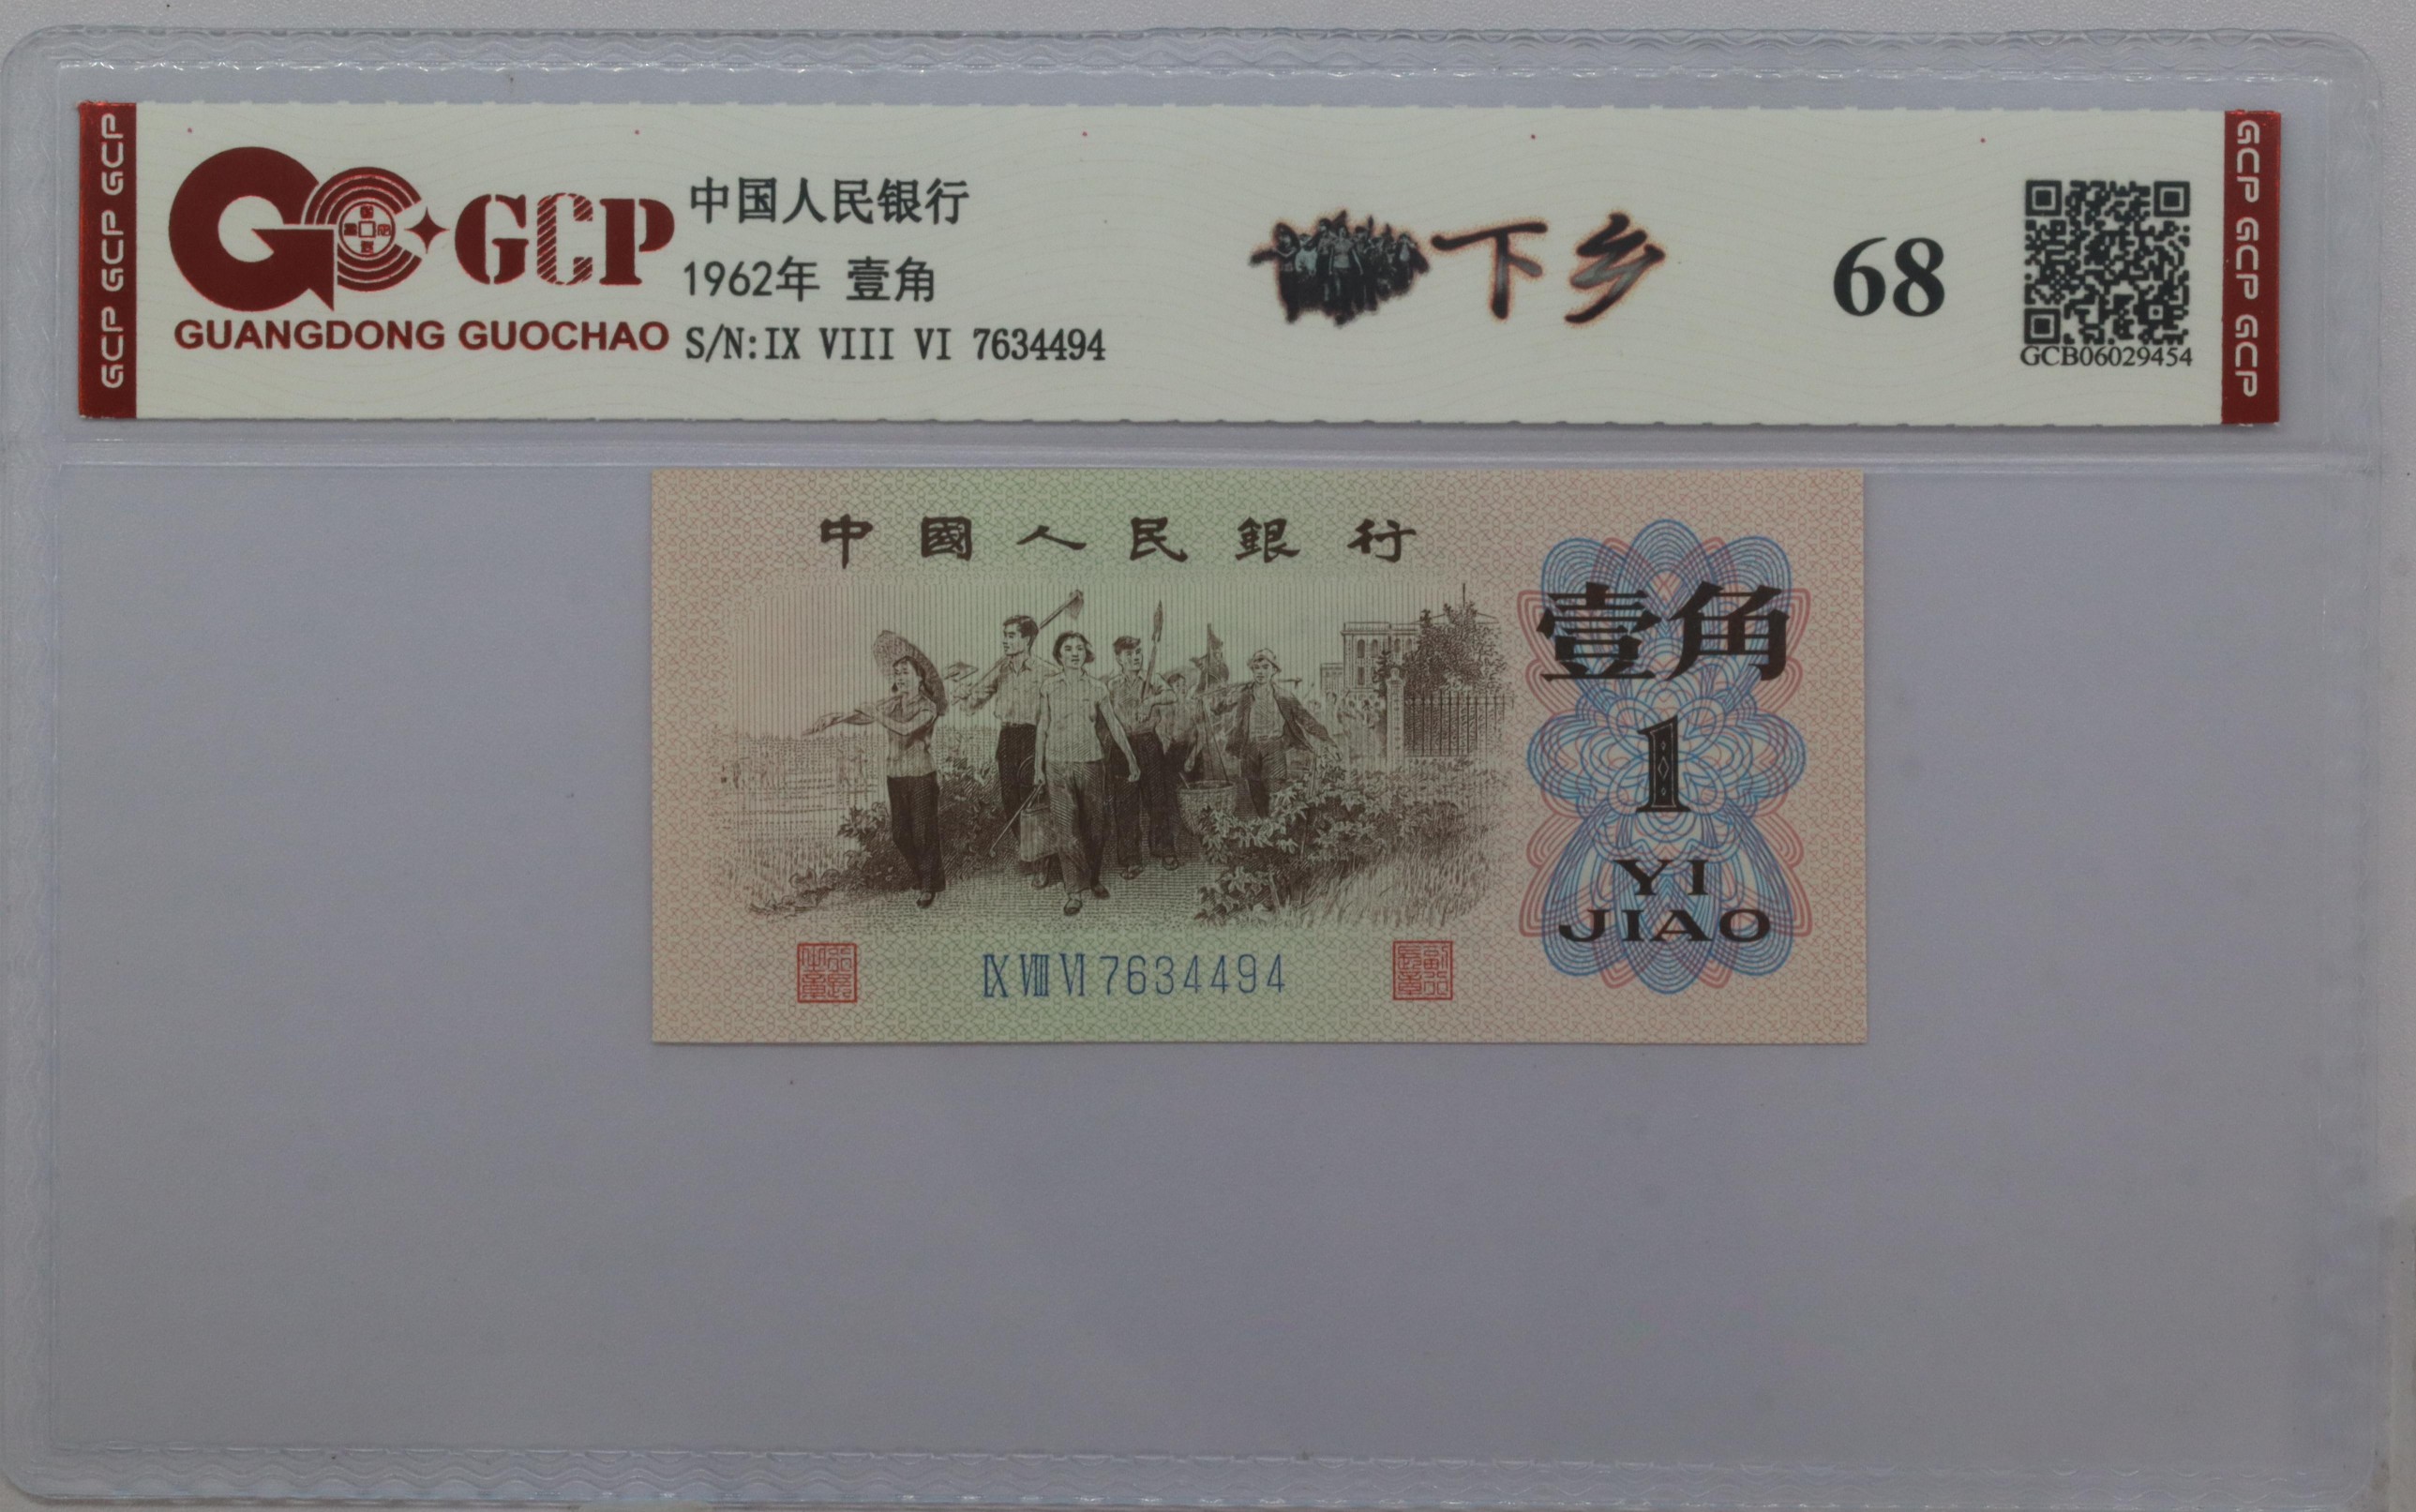 GCP GCP GCP
GCP
GUANGDONG GUOCHAO
中国人民银行
1962年 壹角
S/N:IX VIII VI 7634494
下乡
68
GCB06029454
GCP GCP GCP
中國人民銀行
壹角
1
YI
JIAO
IX VIII VI 7634494